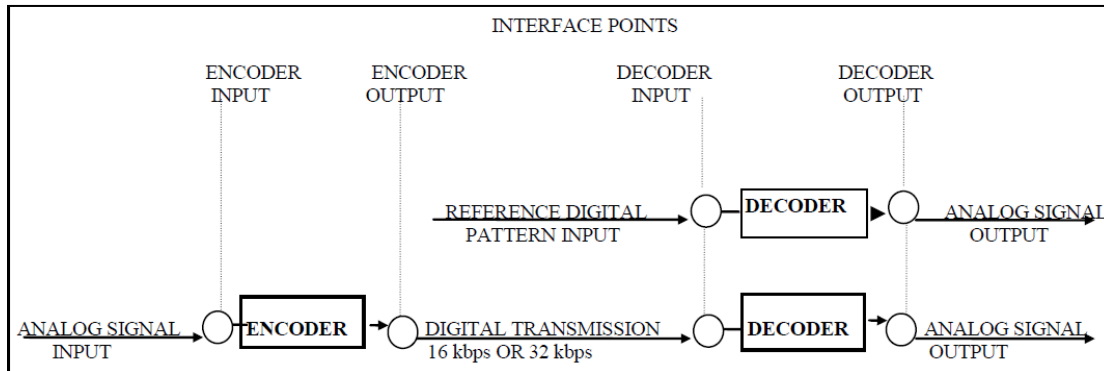 INTERFACE POINTS
ENCODER ENCODER DECODER DECODER
INPUT OUTPUT INPUT OUTPUT
REFERENCE DIGITAL DECODER ANALOG SIGNAL
PATTERN INPUT OUTPUT
ANALOG SIGNAL ENCODER DIGITAL TRANSMISSION DECODER ANALOG SIGNAL
INPUT 16 kbps OR 32 kbps OUTPUT